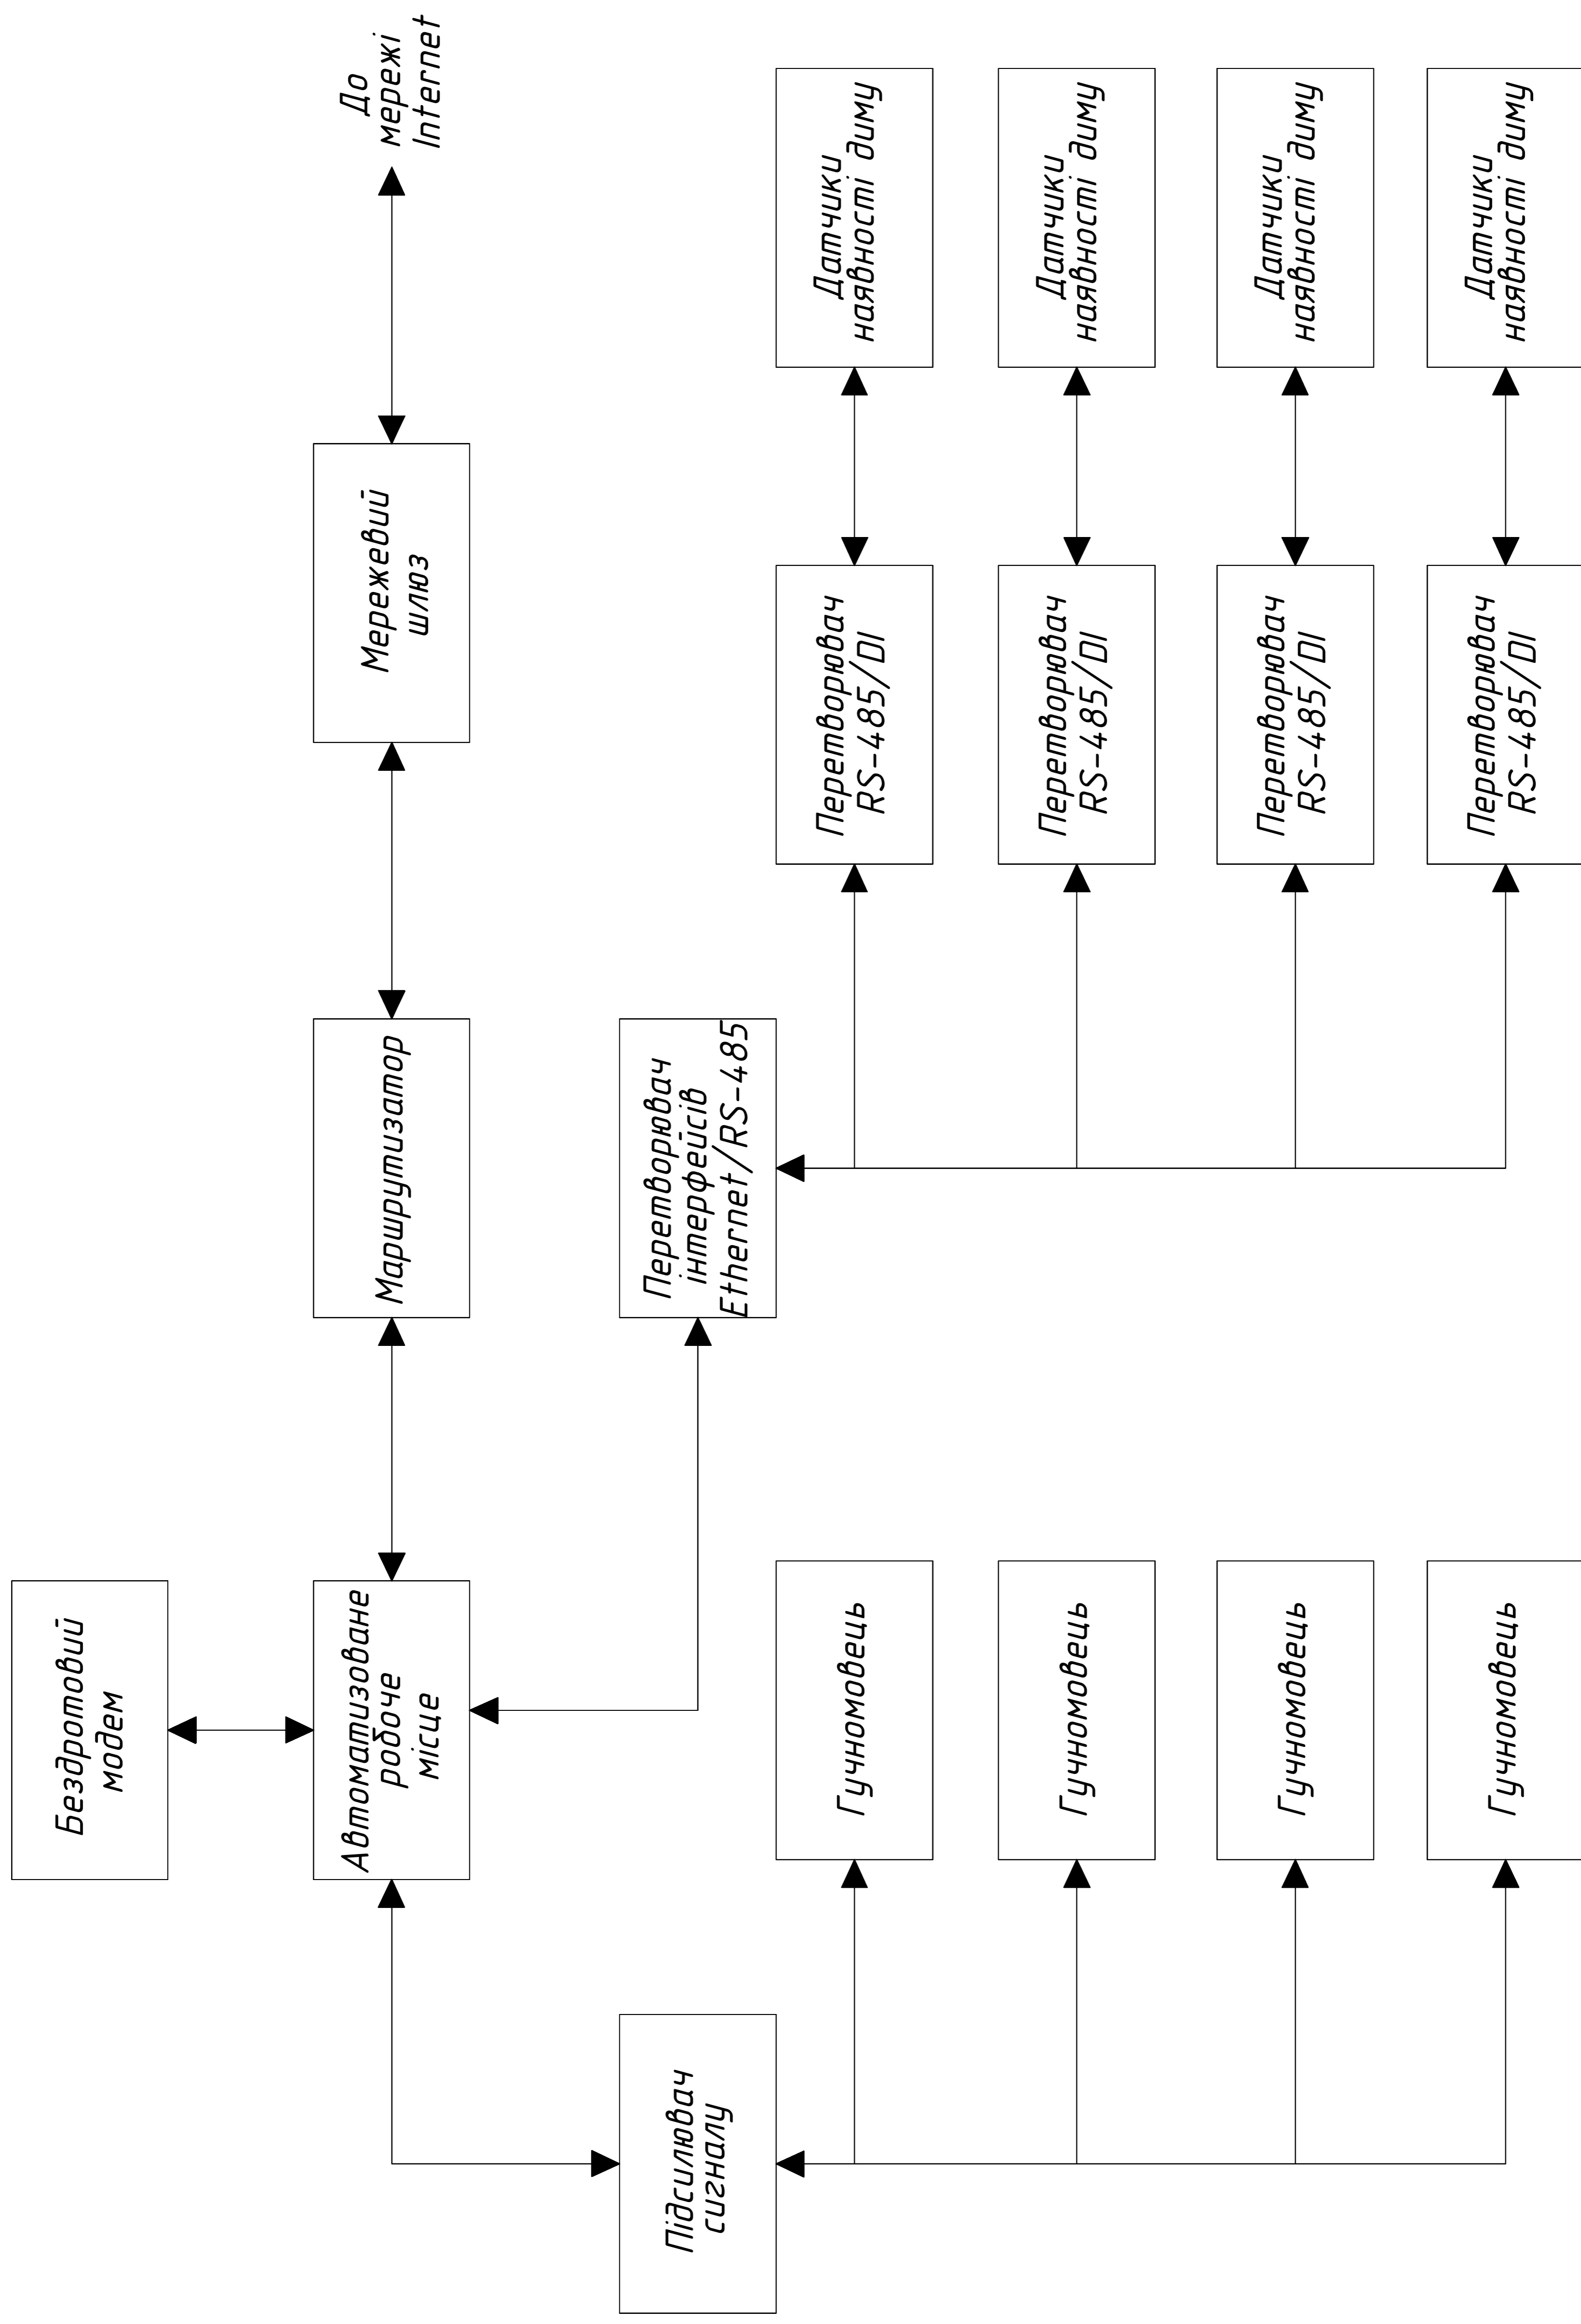 Бездротовий
модем
Автоматизоване
робоче
місце
Маршрутизатор
Мережевий
шлюз
До
мережі
Internet
Підсилювач
сигналу
Перетворювач
інтерфейсів
Ethernet/RS-485
Гучномовець
Перетворювач
RS-485/DI
Датчики
наявності диму
Гучномовець
Перетворювач
RS-485/DI
Датчики
наявності диму
Гучномовець
Перетворювач
RS-485/DI
Датчики
наявності диму
Гучномовець
Перетворювач
RS-485/DI
Датчики
наявності диму